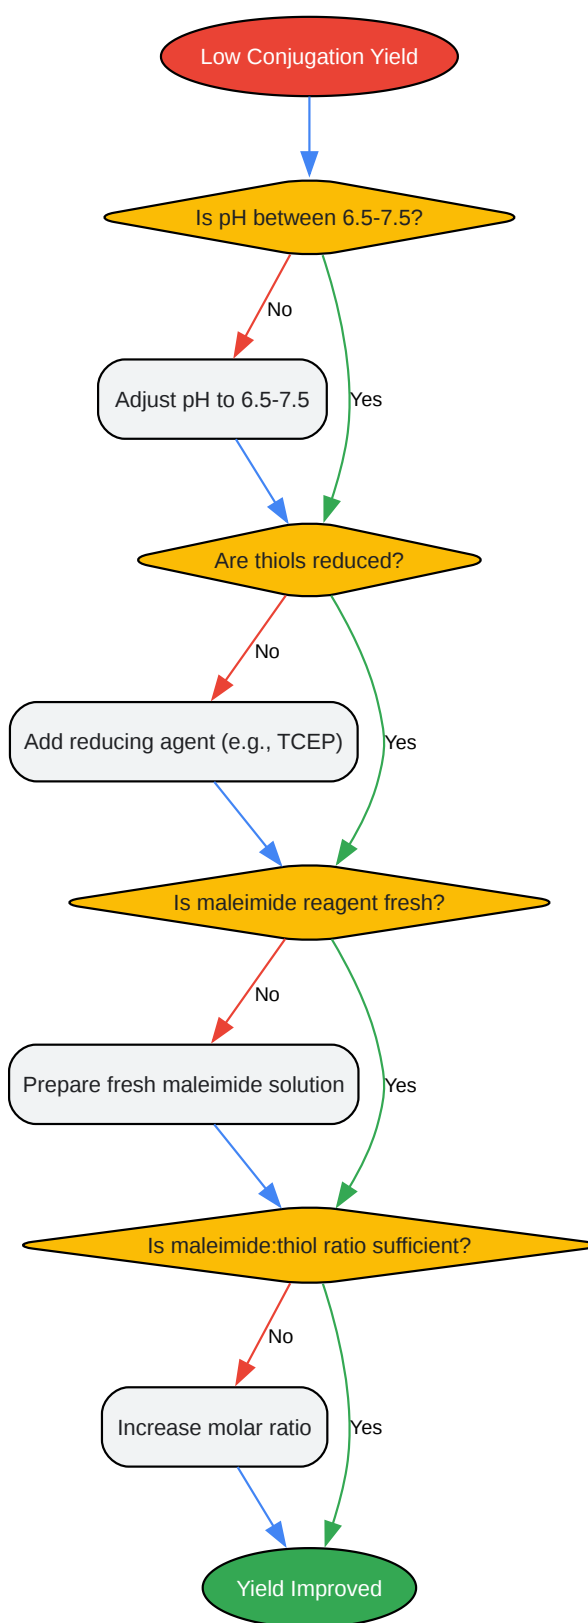 Low Conjugation Yield
Is pH between 6.5-7.5?
No
Adjust pH to 6.5-7.5
Yes
Are thiols reduced?
No
Add reducing agent (e.g., TCEP)
Yes
Is maleimide reagent fresh?
No
Prepare fresh maleimide solution
Yes
Is maleimide:thiol ratio sufficient?
No
Increase molar ratio
Yes
Yield Improved